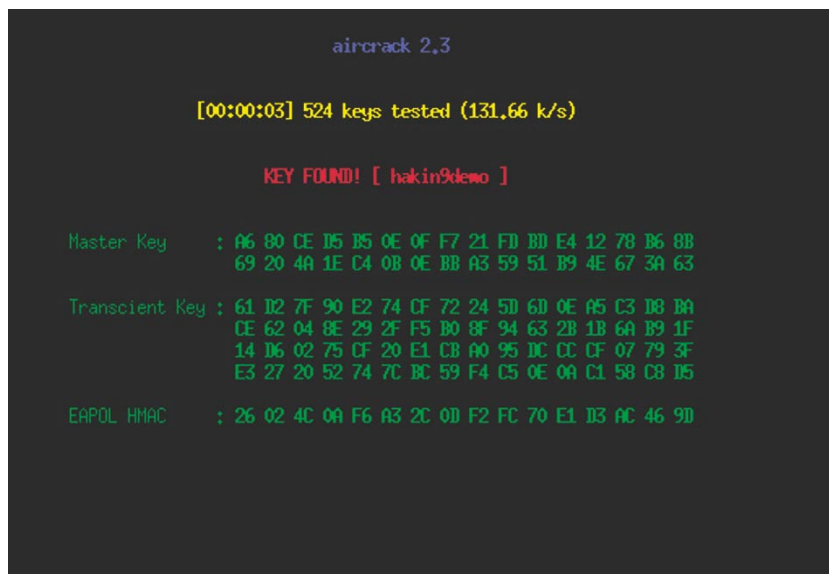 aircrack 2.3
[00:00:03] 524 keys tested (131.66 k/s)
KEY FOUND! [ hakin9demo ]
Master Key : A6 80 CE D5 B5 0E 0F F7 21 FD BD E4 12 78 B6 8B
69 20 4A 1E C4 0B 0E BB A3 59 51 B9 4E 67 3A 63
Transcient Key : 61 D2 7F 90 E2 74 CF 72 24 5D 6D 0E A5 C3 D8 BA
CE 62 04 8E 29 2F F5 B0 8F 94 63 2B 1B 6A B9 1F
14 D6 02 75 CF 20 E1 CB A0 95 DC CC CF 07 79 3F
E3 27 20 52 74 7C BC 59 F4 C5 0E 0A C1 58 C8 D5
EAPOL HMAC : 26 02 4C 0A F6 A3 2C 0D F2 FC 70 E1 D3 AC 46 9D